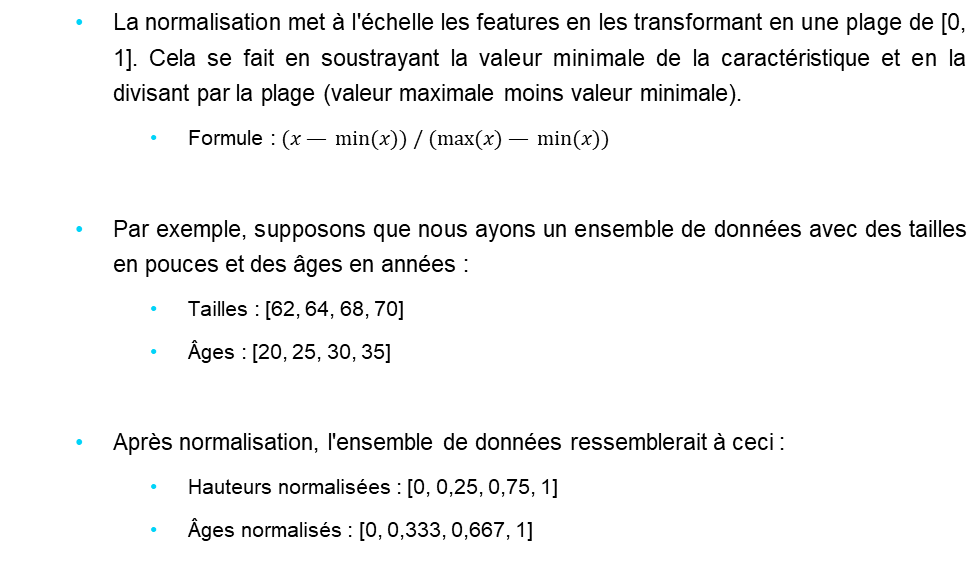 • La normalisation met à l'échelle les features en les transformant en une plage de [0,
1]. Cela se fait en soustrayant la valeur minimale de la caractéristique et en la
divisant par la plage (valeur maximale moins valeur minimale).
• Formule : (x — min(x)) / (max(x) — min(x))
• Par exemple, supposons que nous ayons un ensemble de données avec des tailles
en pouces et des âges en années :
• Tailles : [62, 64, 68, 70]
• Âges : [20, 25, 30, 35]
• Après normalisation, l'ensemble de données ressemblerait à ceci :
• Hauteurs normalisées : [0, 0,25, 0,75, 1]
• Âges normalisés : [0, 0,333, 0,667, 1]